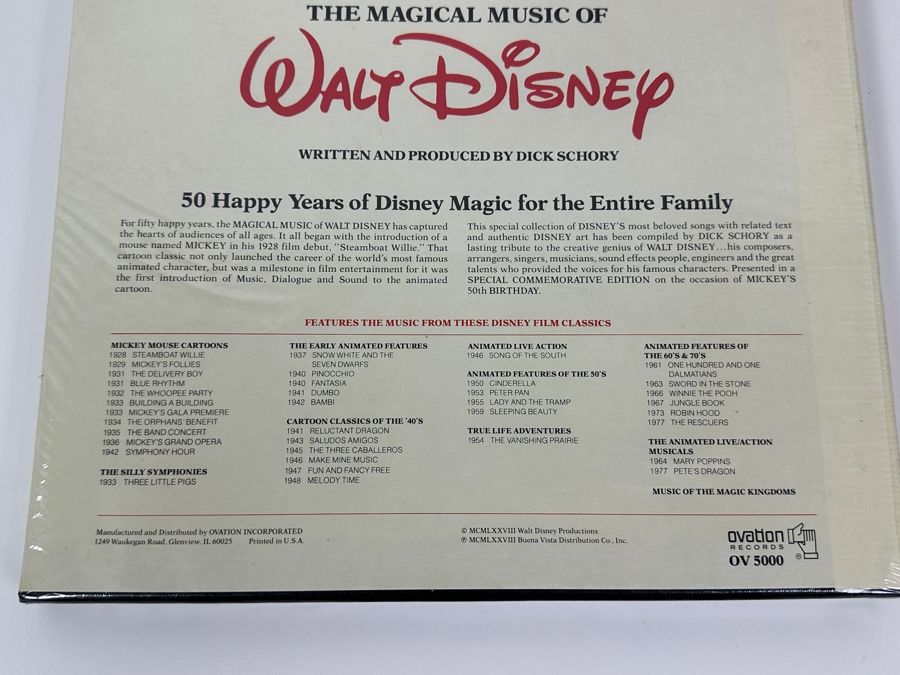 THE MAGICAL MUSIC OF
WALT DISNEY
WRITTEN AND PRODUCED BY DICK SCHORY
50 Happy Years of Disney Magic for the Entire Family
For fifty happy years, the MAGICAL MUSIC of WALT DISNEY has captured
the hearts of audiences of all ages. It all began with the introduction of a
mouse named MICKEY in his 1928 film debut, "Steamboat Willie." That
cartoon classic not only launched the career of the world's most famous
animated character, but was a milestone in film entertainment for it was
the first introduction of Music, Dialogue and Sound to the animated
cartoon.
This special collection of DISNEY'S most beloved songs with related text
and authentic DISNEY art has been compiled by DICK SCHORY as a
lasting tribute to the creative genius of WALT DISNEY...his composers,
arrangers, singers, musicians, sound effects people, engineers and the great
talents who provided the voices for his famous characters. Presented in a
SPECIAL COMMEMORATIVE EDITION on the occasion of MICKEY'S
50th BIRTHDAY.
FEATURES THE MUSIC FROM THESE DISNEY FILM CLASSICS
MICKEY MOUSE CARTOONS
1928 STEAMBOAT WILLIE
1929 MICKEY'S FOLLIES
1931 THE DELIVERY BOY
1931 BLUE RHYTHM
1932 THE WHOOPEE PARTY
1933 BUILDING A BUILDING
1933 MICKEY'S GALA PREMIERE
1934 THE ORPHANS' BENEFIT
1935 THE BAND CONCERT
1936 MICKEY'S GRAND OPERA
1942 SYMPHONY HOUR
THE SILLY SYMPHONIES
1933 THREE LITTLE PIGS
THE EARLY ANIMATED FEATURES
1937 SNOW WHITE AND THE
SEVEN DWARFS
1940 PINOCCHIO
1940 FANTASIA
1941 DUMBO
1942 BAMBI
CARTOON CLASSICS OF THE '40'S
1941 RELUCTANT DRAGON
1943 SALUDOS AMIGOS
1945 THE THREE CABALLEROS
1946 MAKE MINE MUSIC
1947 FUN AND FANCY FREE
1948 MELODY TIME
ANIMATED LIVE ACTION
1946 SONG OF THE SOUTH
ANIMATED FEATURES OF THE 50'S
1950 CINDERELLA
1953 PETER PAN
1955 LADY AND THE TRAMP
1959 SLEEPING BEAUTY
TRUE LIFE ADVENTURES
1954 THE VANISHING PRAIRIE
ANIMATED FEATURES OF
THE 60'S & 70'S
1961 ONE HUNDRED AND ONE
DALMATIANS
1963 SWORD IN THE STONE
1966 WINNIE THE POOH
1967 JUNGLE BOOK
1973 ROBIN HOOD
1977 THE RESCUERS
THE ANIMATED LIVE/ACTION
MUSICALS
1964 MARY POPPINS
1977 PETE'S DRAGON
MUSIC OF THE MAGIC KINGDOMS
Manufactured and Distributed by OVATION INCORPORATED
1249 Waukegan Road, Glenview, IL 60025 Printed in U.S.A.
© MCMLXXVIII Walt Disney Productions
℗ MCMLXXVIII Buena Vista Distribution Co., Inc.
ovation
RECORDS ®
OV 5000